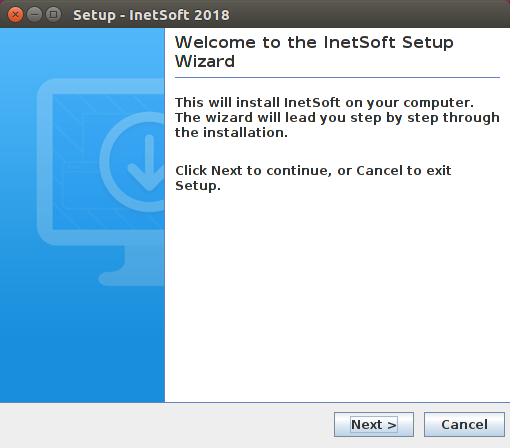 Setup - InetSoft 2018
Welcome to the InetSoft Setup
Wizard
This will install InetSoft on your computer.
The wizard will lead you step by step through
the installation.
Click Next to continue, or Cancel to exit
Setup.
Next >
Cancel